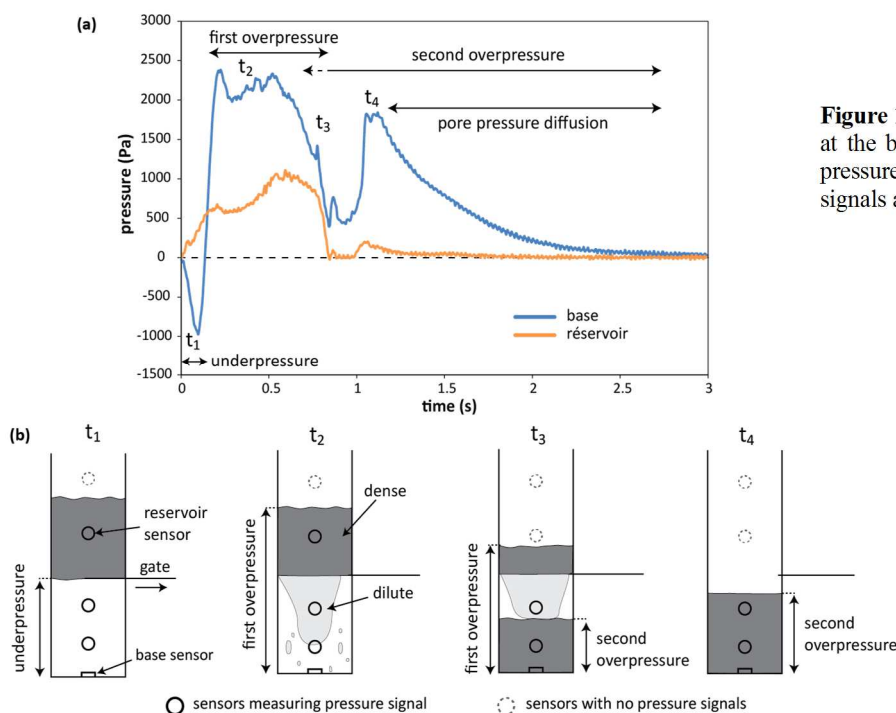 (a)
3000
2500
2000
1500
1000
500
0
-500
-1000
-1500
pressure (Pa)
first overpressure
second overpressure
pore pressure diffusion
t2
t3
t4
t1
underpressure
base
réservoir
0
0.5
1
1.5
2
2.5
3
time (s)
Figure
at the b
pressure
signals a
(b)
t1
t2
t3
t4
reservoir
sensor
gate
underpressure
base sensor
first overpressure
dense
dilute
first overpressure
second
overpressure
second
overpressure
sensors measuring pressure signal
sensors with no pressure signals